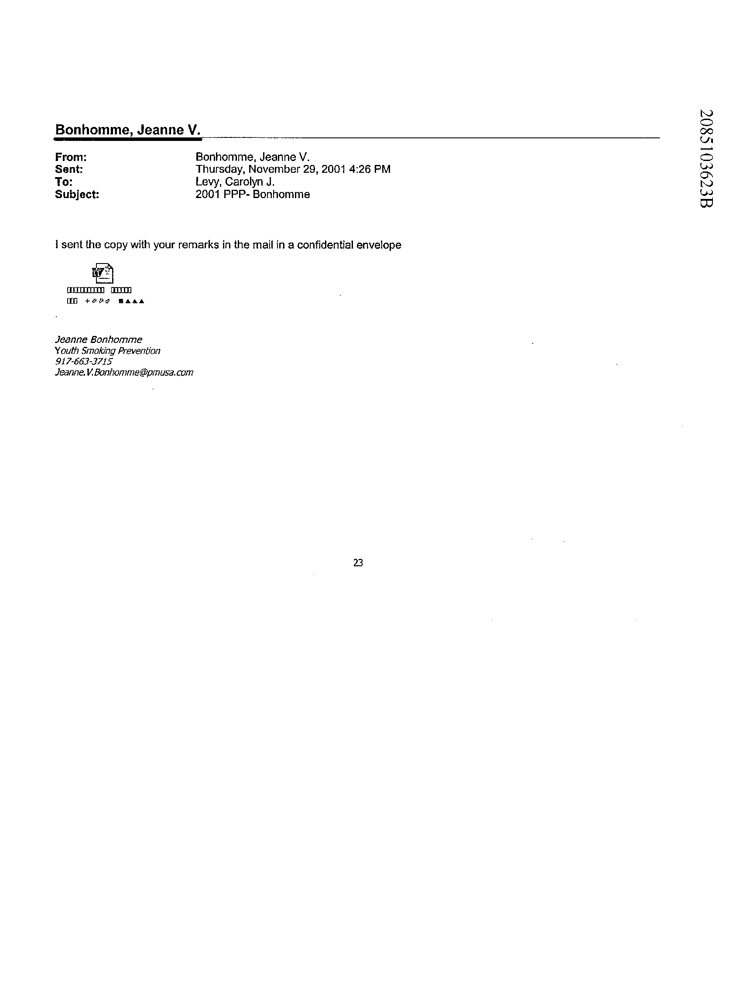 Bonhomme, Jeanne V.
From: Bonhomme, Jeanne V.
Sent: Thursday, November 29, 2001 4:26 PM
To: Levy, Carolyn J.
Subject: 2001 PPP- Bonhomme
I sent the copy with your remarks in the mail in a confidential envelope
Jeanne Bonhomme
Youth Smoking Prevention
917-663-3715
Jeanne.V.Bonhomme@pmusa.com
23
2085103623B